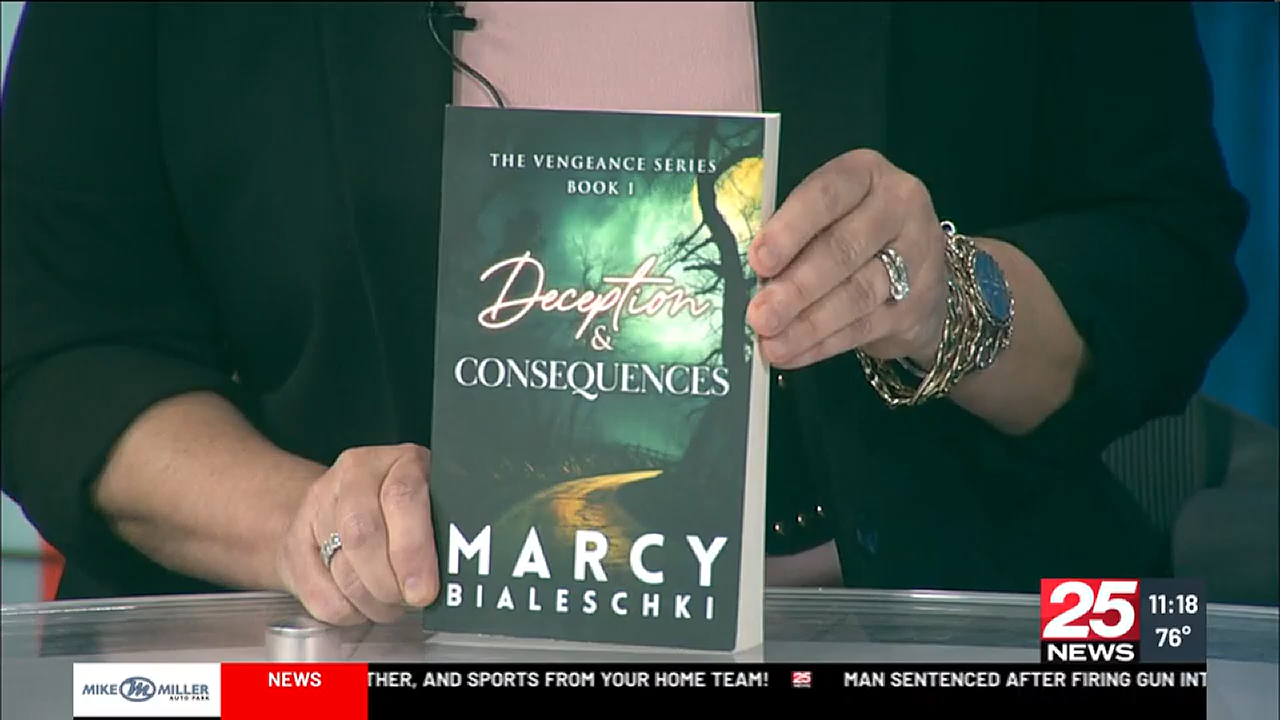 THE VENGEANCE SERIES
BOOK 1
Deception
&
CONSEQUENCES
MARCY
BIALESCHKI
25
NEWS
11:18
76°
MIKE M MILLER
AUTO PARK
NEWS
THER, AND SPORTS FROM YOUR HOME TEAM! 25 MAN SENTENCED AFTER FIRING GUN INT